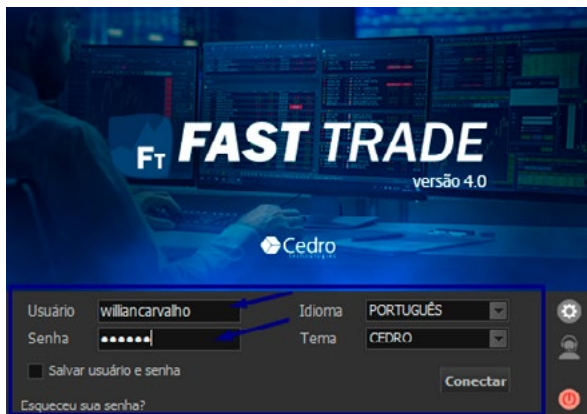 FT FAST TRADE
versão 4.0
Cedro
technologies
Usuário williancarvalho Idioma PORTUGUÊS
Senha ●●●●●● Tema CEDRO
Salvar usuário e senha
Conectar
Esqueceu sua senha?